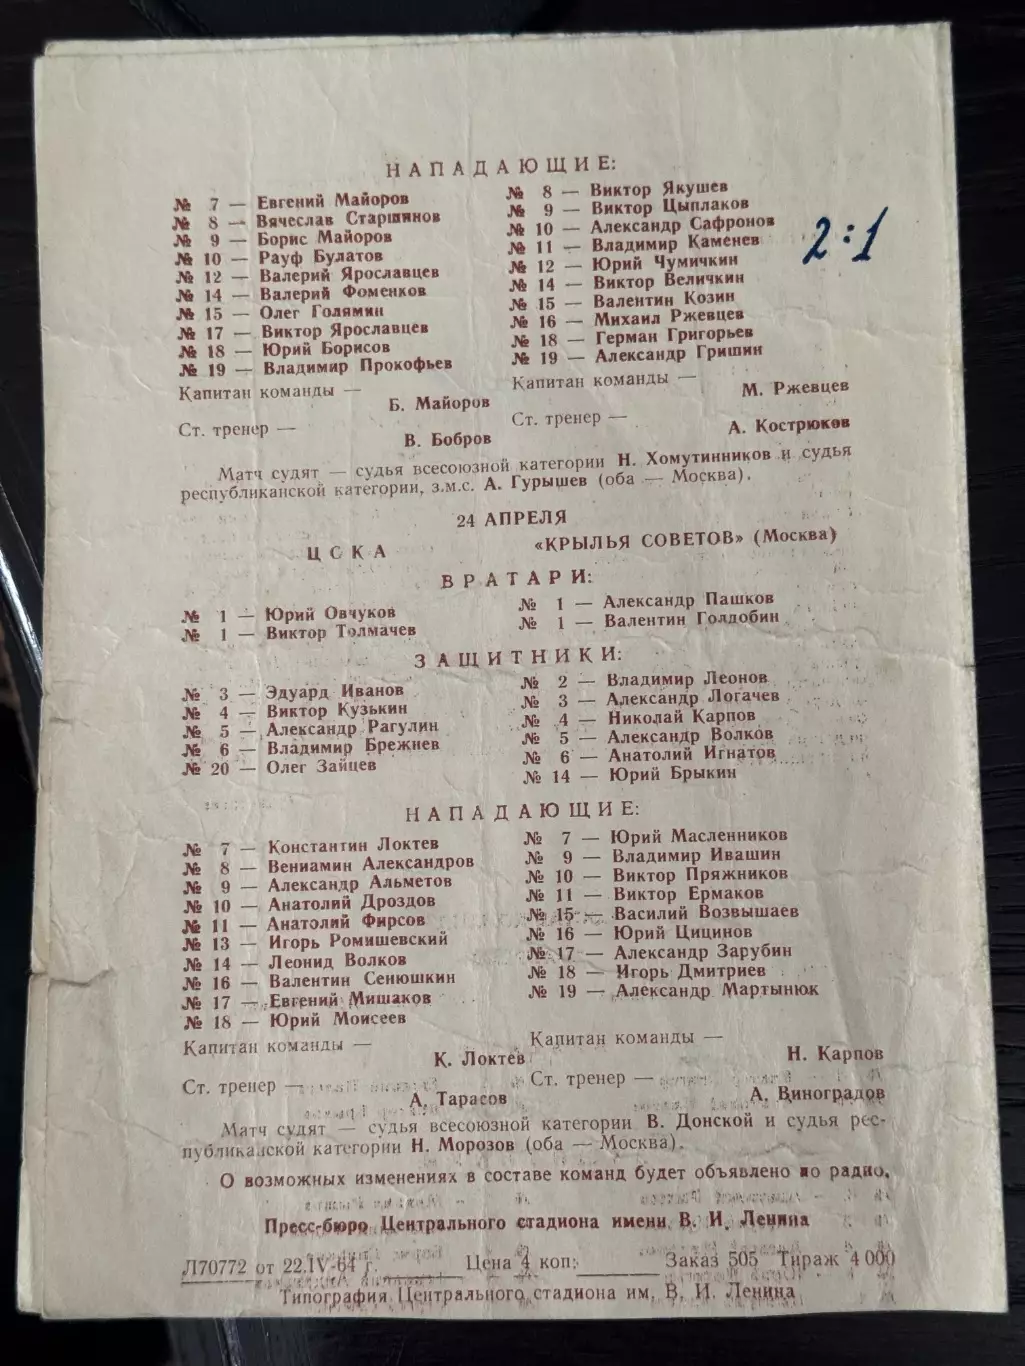 НАПАДАЮЩИЕ:
№ 7 — Евгений Майоров
№ 8 — Вячеслав Старшинов
№ 9 — Борис Майоров
№ 10 — Рауф Булатов
№ 12 — Валерий Ярославцев
№ 14 — Валерий Фоменков
№ 15 — Олег Голямин
№ 17 — Виктор Ярославцев
№ 18 — Юрий Борисов
№ 19 — Владимир Прокофьев
Капитан команды —
Б. Майоров
Ст. тренер —
В. Бобров
№ 8 — Виктор Якушев
№ 9 — Виктор Цыплаков
№ 10 — Александр Сафронов
№ 11 — Владимир Каменев
№ 12 — Юрий Чумичкин
№ 14 — Виктор Величкин
№ 15 — Валентин Козин
№ 16 — Михаил Ржевцев
№ 18 — Герман Григорьев
№ 19 — Александр Гришин
Капитан команды —
М. Ржевцев
Ст. тренер —
А. Кострюков
2:1
Матч судят — судья всесоюзной категории Н. Хомутинников и судья
республиканской категории, з.м.с. А. Гурышев (оба — Москва).
24 АПРЕЛЯ
ЦСКА «КРЫЛЬЯ СОВЕТОВ» (Москва)
ВРАТАРИ:
№ 1 — Юрий Овчуков
№ 1 — Виктор Толмачев
№ 1 — Александр Пашков
№ 1 — Валентин Голдобин
ЗАЩИТНИКИ:
№ 3 — Эдуард Иванов
№ 4 — Виктор Кузькин
№ 5 — Александр Рагулин
№ 6 — Владимир Брежнев
№ 20 — Олег Зайцев
№ 2 — Владимир Леонов
№ 3 — Александр Логачев
№ 4 — Николай Карпов
№ 5 — Александр Волков
№ 6 — Анатолий Игнатов
№ 14 — Юрий Брыкин
НАПАДАЮЩИЕ:
№ 7 — Константин Локтев
№ 8 — Вениамин Александров
№ 9 — Александр Альметов
№ 10 — Анатолий Дроздов
№ 11 — Анатолий Фирсов
№ 13 — Игорь Ромишевский
№ 14 — Леонид Волков
№ 16 — Валентин Сенюшкин
№ 17 — Евгений Мишаков
№ 18 — Юрий Моисеев
Капитан команды —
К. Локтев
Ст. тренер —
А. Тарасов
№ 7 — Юрий Масленников
№ 9 — Владимир Ивашин
№ 10 — Виктор Пряжников
№ 11 — Виктор Ермаков
№ 15 — Василий Возвышаев
№ 16 — Юрий Цицинов
№ 17 — Александр Зарубин
№ 18 — Игорь Дмитриев
№ 19 — Александр Мартынюк
Капитан команды —
Н. Карпов
Ст. тренер —
А. Виноградов
Матч судят — судья всесоюзной категории В. Донской и судья рес-
публиканской категории Н. Морозов (оба — Москва).
О возможных изменениях в составе команд будет объявлено по радио.
Пресс-бюро Центрального стадиона имени В. И. Ленина
Л70772 от 22.IV-64 г. Цена 4 коп. Заказ 505 Тираж 4 000
Типография Центрального стадиона им. В. И. Ленина